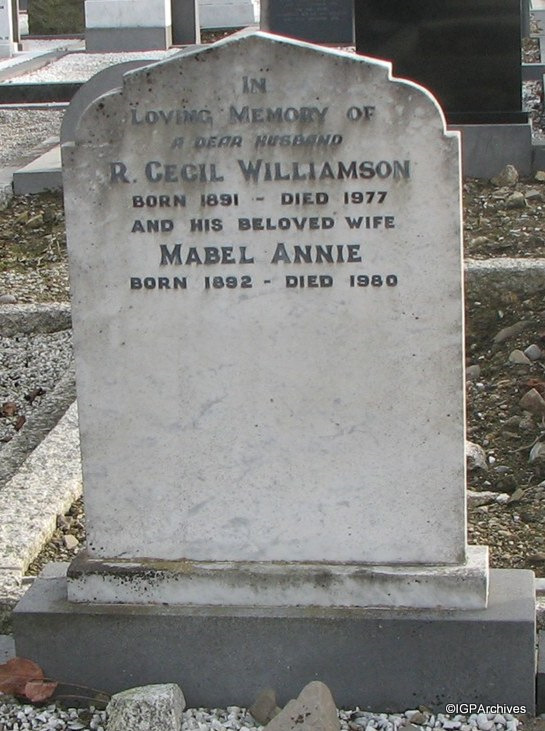 IN
LOVING MEMORY OF
A DEAR HUSBAND
R. CECIL WILLIAMSON
BORN 1891 - DIED 1977
AND HIS BELOVED WIFE
MABEL ANNIE
BORN 1892 - DIED 1980
©IGPArchives